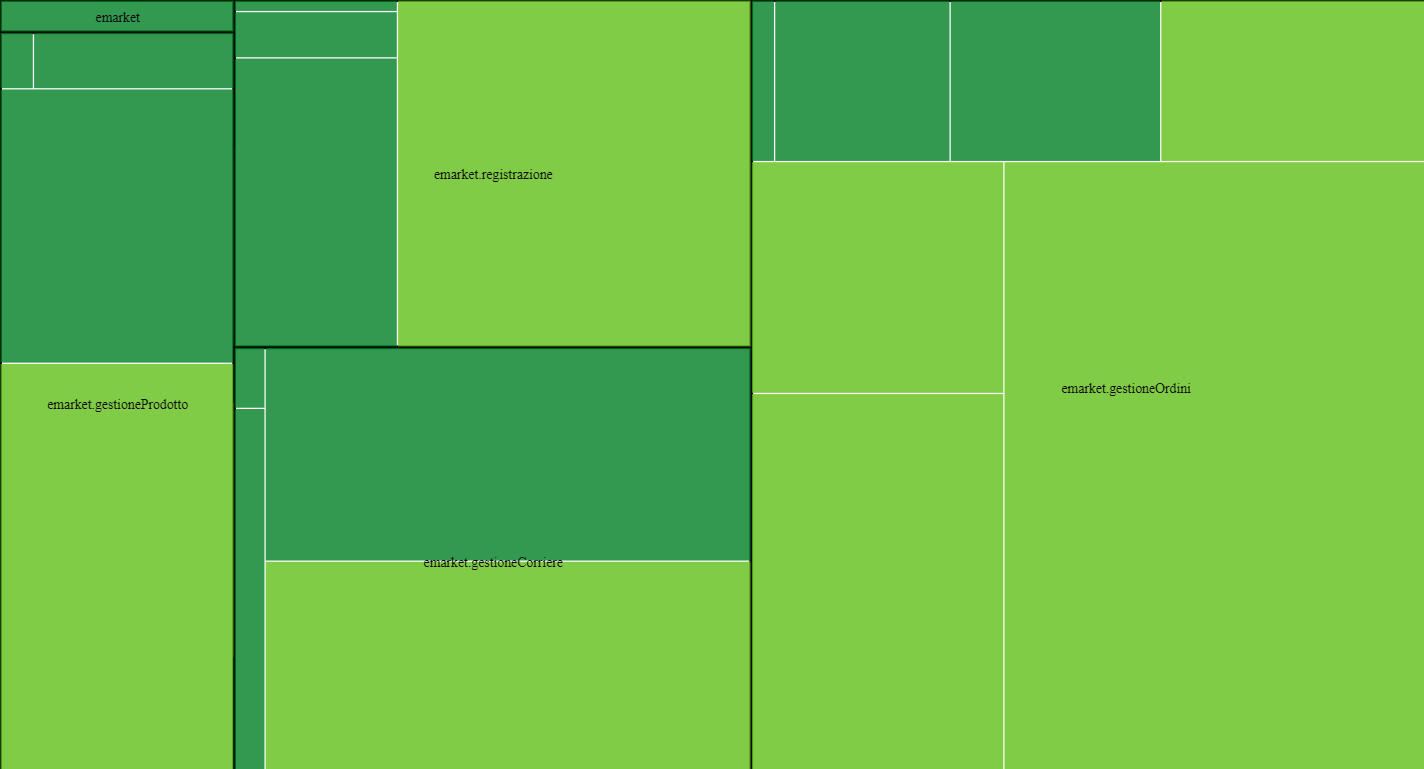 emarket
emarket.registrazione
emarket.gestioneOrdini
emarket.gestioneProdotto
emarket.gestioneCorriere